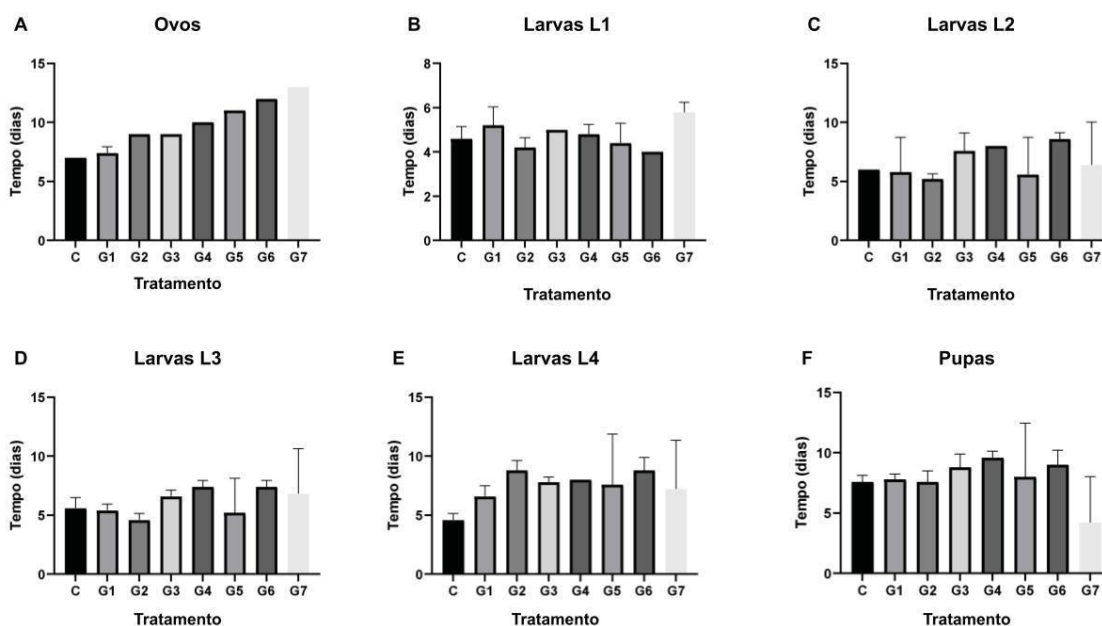 A Ovos
Tempo (dias)
15
10
5
0
C G1 G2 G3 G4 G5 G6 G7
Tratamento
B Larvas L1
Tempo (dias)
8
6
4
2
0
C G1 G2 G3 G4 G5 G6 G7
Tratamento
C Larvas L2
Tempo (dias)
15
10
5
0
C G1 G2 G3 G4 G5 G6 G7
Tratamento
D Larvas L3
Tempo (dias)
15
10
5
0
C G1 G2 G3 G4 G5 G6 G7
Tratamento
E Larvas L4
Tempo (dias)
15
10
5
0
C G1 G2 G3 G4 G5 G6 G7
Tratamento
F Pupas
Tempo (dias)
15
10
5
0
C G1 G2 G3 G4 G5 G6 G7
Tratamento